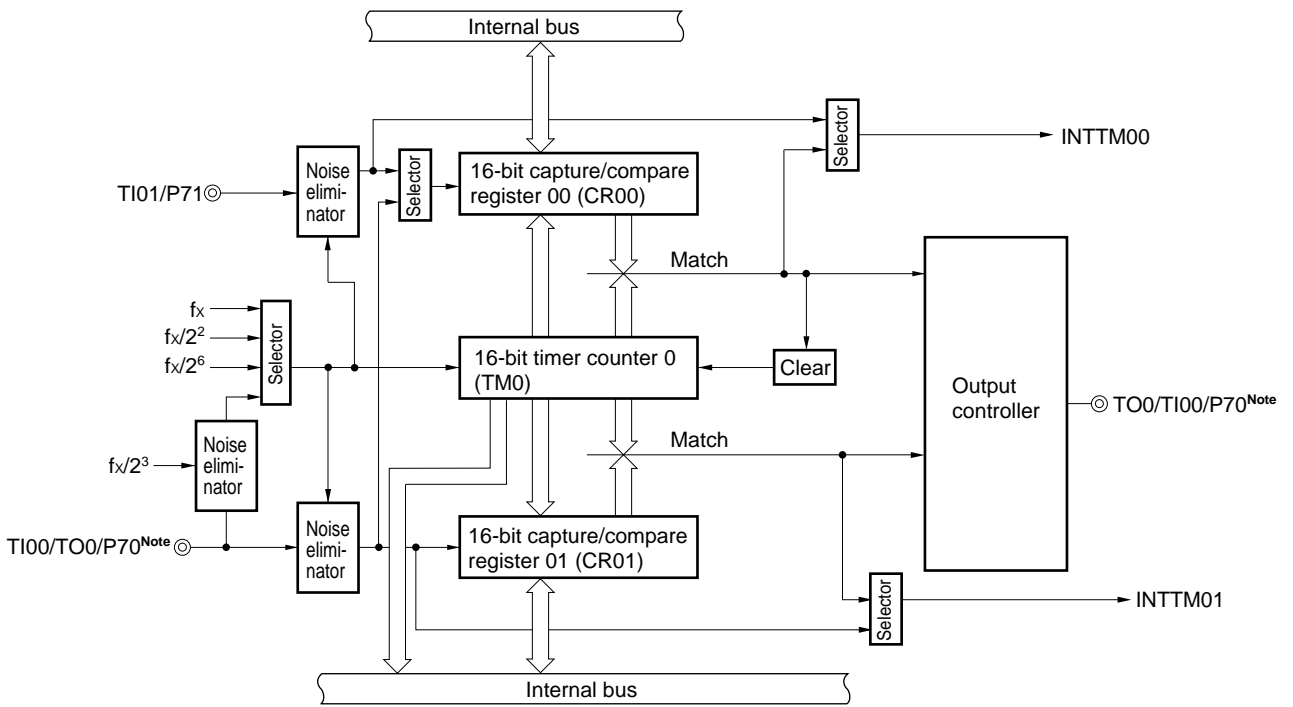 Internal bus
INTTM00
Selector
Noise
elimi-
nator
TI01/P71
Selector
16-bit capture/compare
register 00 (CR00)
Match
fX
fX/2²
fX/2⁶
Selector
16-bit timer counter 0
(TM0)
Clear
Output
controller
TO0/TI00/P70Note
Noise
elimi-
nator
fX/2³
Match
TI00/TO0/P70Note
Noise
elimi-
nator
16-bit capture/compare
register 01 (CR01)
Selector
INTTM01
Internal bus